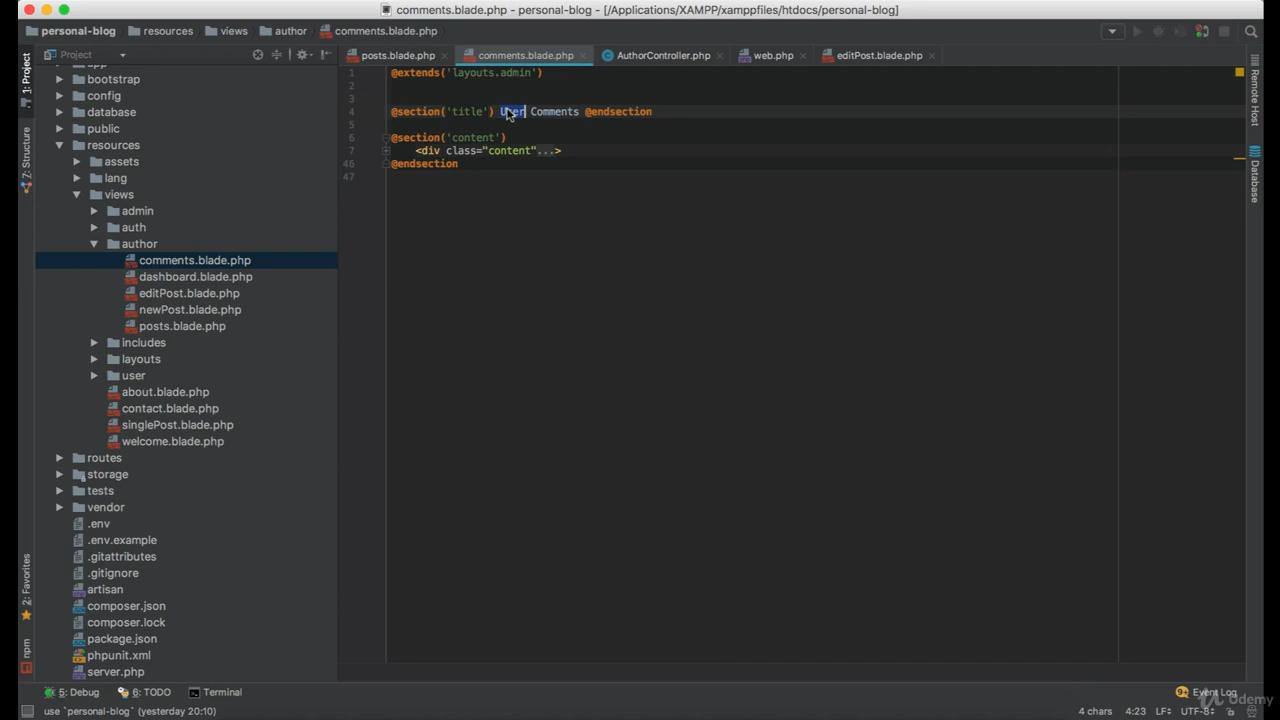 comments.blade.php - personal-blog - [/Applications/XAMPP/xamppfiles/htdocs/personal-blog]
personal-blog resources views author comments.blade.php
Project
posts.blade.php comments.blade.php AuthorController.php web.php editPost.blade.php
1: Project
7: Structure
2: Favorites
npm
bootstrap
config
database
public
resources
assets
lang
views
admin
auth
author
comments.blade.php
dashboard.blade.php
editPost.blade.php
newPost.blade.php
posts.blade.php
includes
layouts
user
about.blade.php
contact.blade.php
singlePost.blade.php
welcome.blade.php
routes
storage
tests
vendor
.env
.env.example
.gitattributes
.gitignore
artisan
composer.json
composer.lock
package.json
phpunit.xml
server.php
1 @extends('layouts.admin')
2
3
4 @section('title') User Comments @endsection
5
6 @section('content')
7 <div class="content"...>
46 @endsection
47
Remote Host
Database
5: Debug 6: TODO Terminal
9+ Event Log
use `personal-blog` (yesterday 20:10)
4 chars 4:23 LF÷ UTF-8÷
Udemy